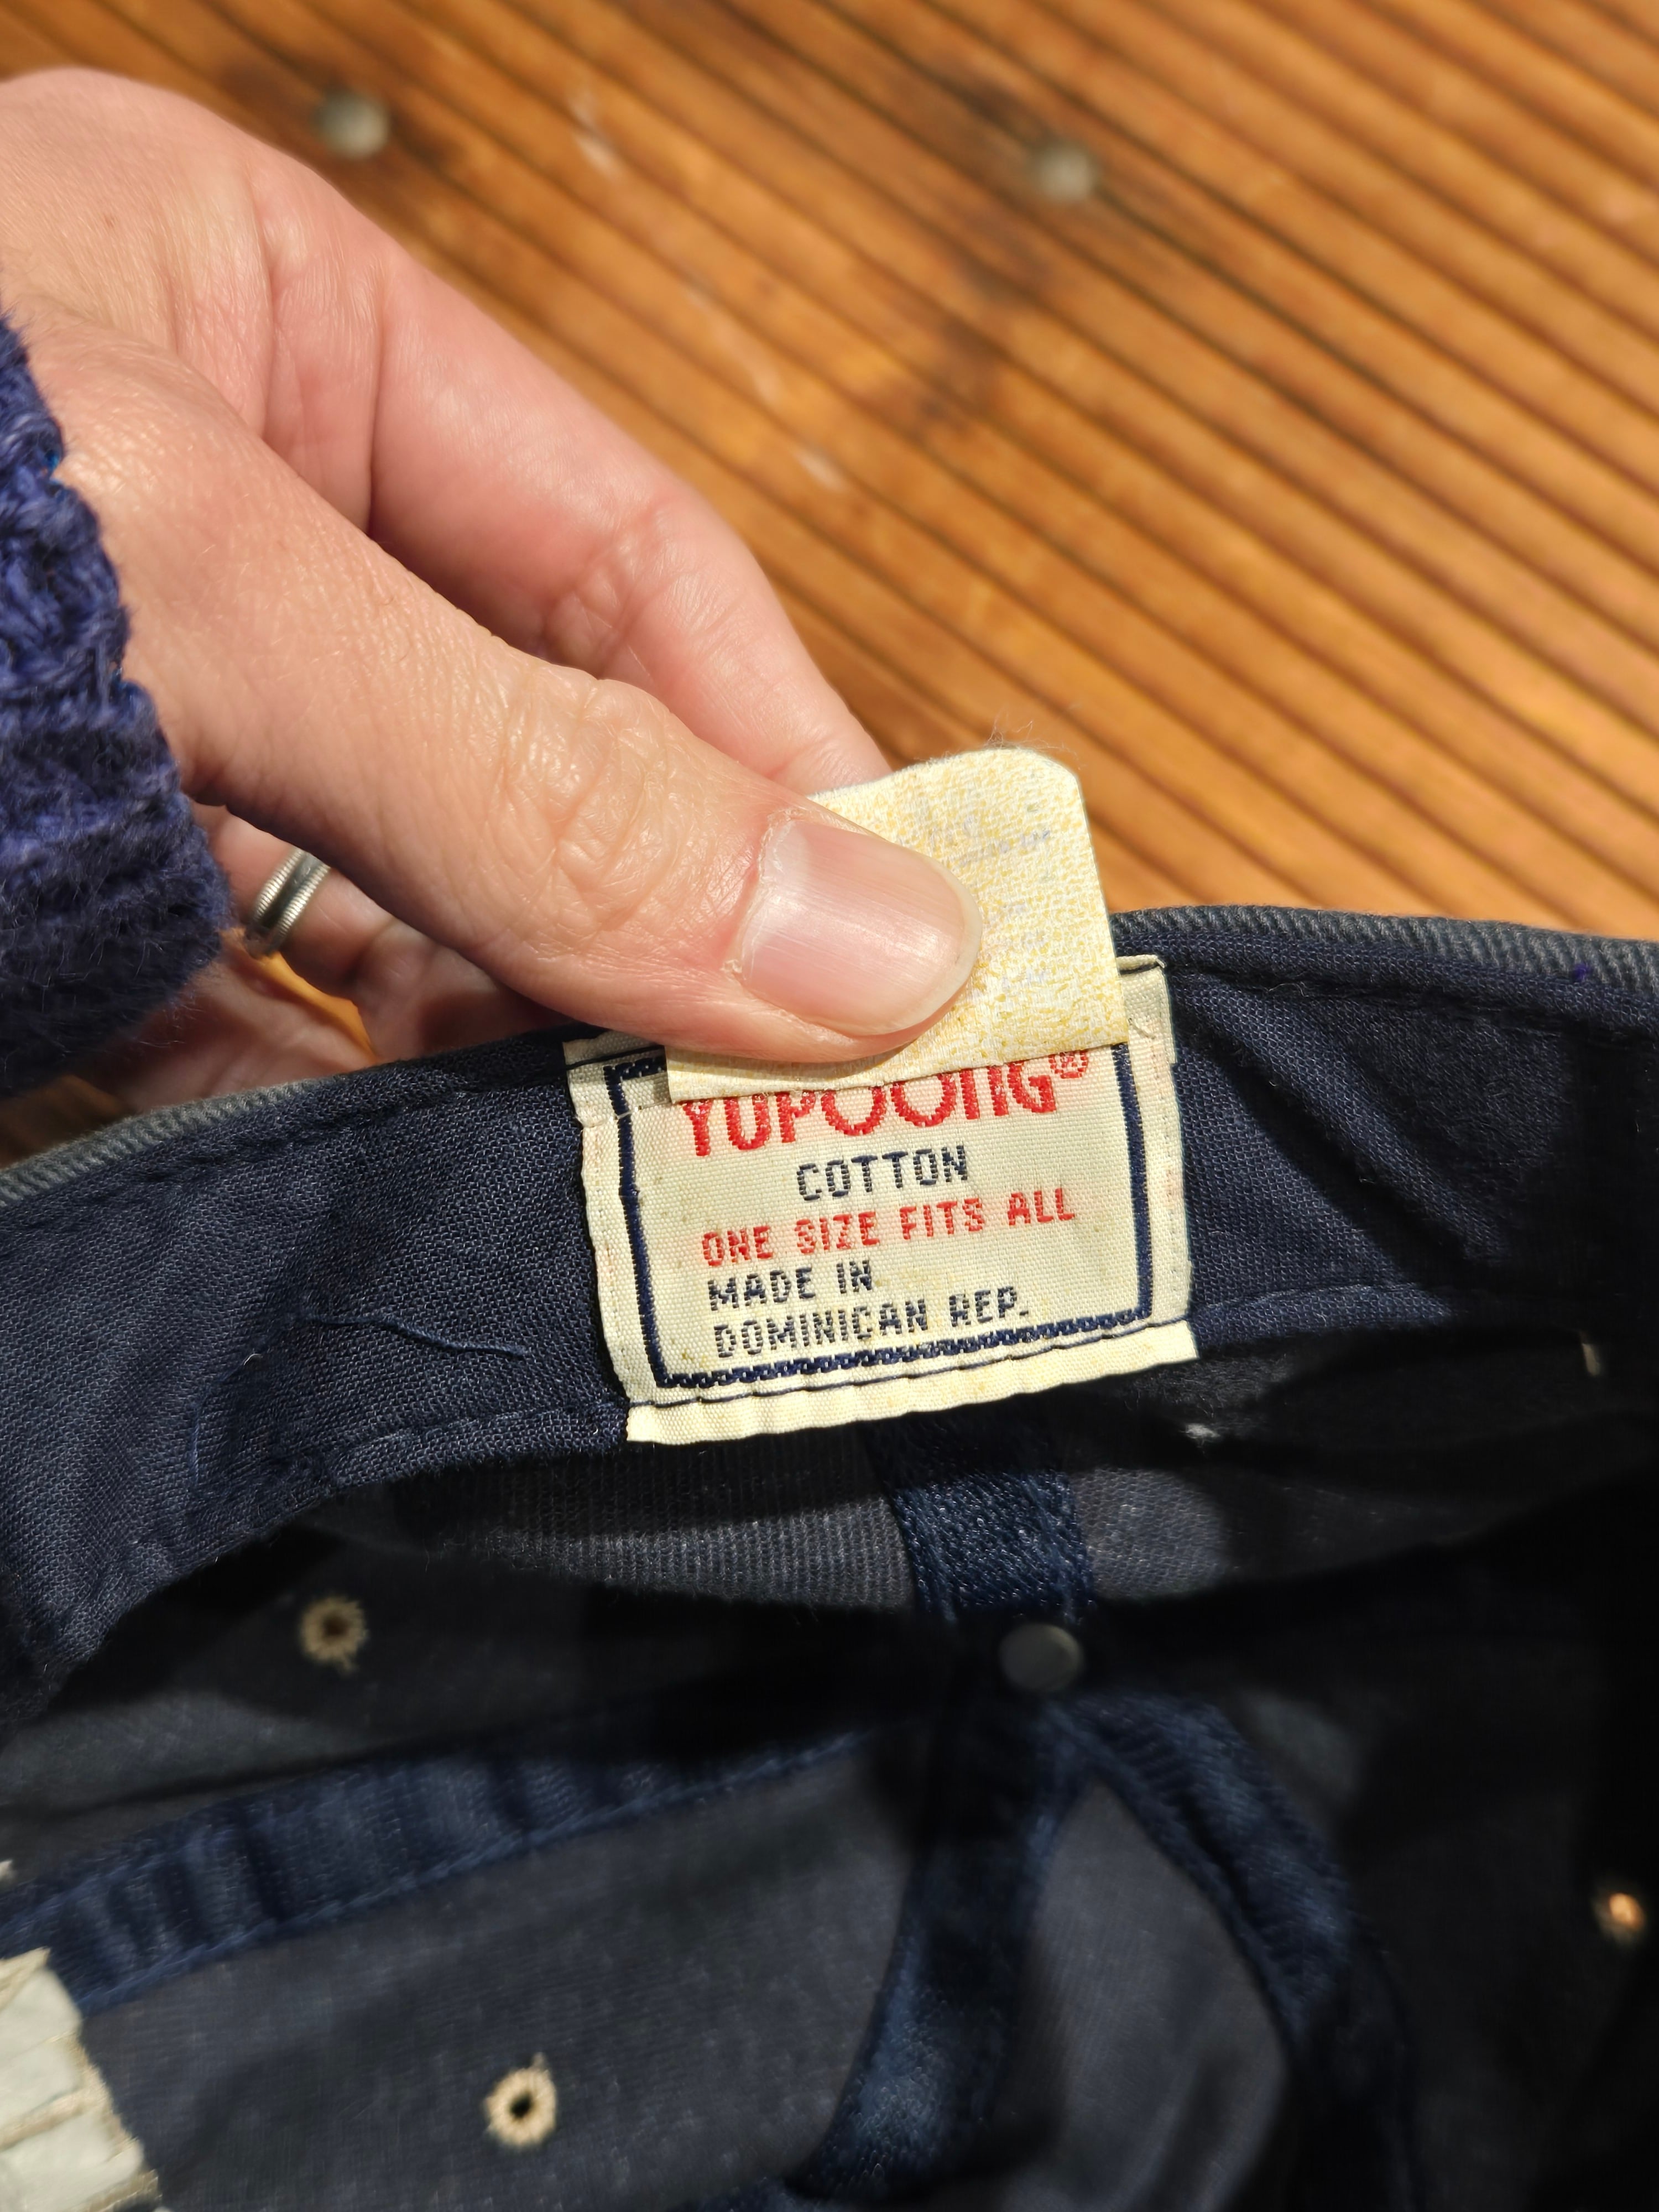 YUPOONG®
COTTON
ONE SIZE FITS ALL
MADE IN
DOMINICAN REP.